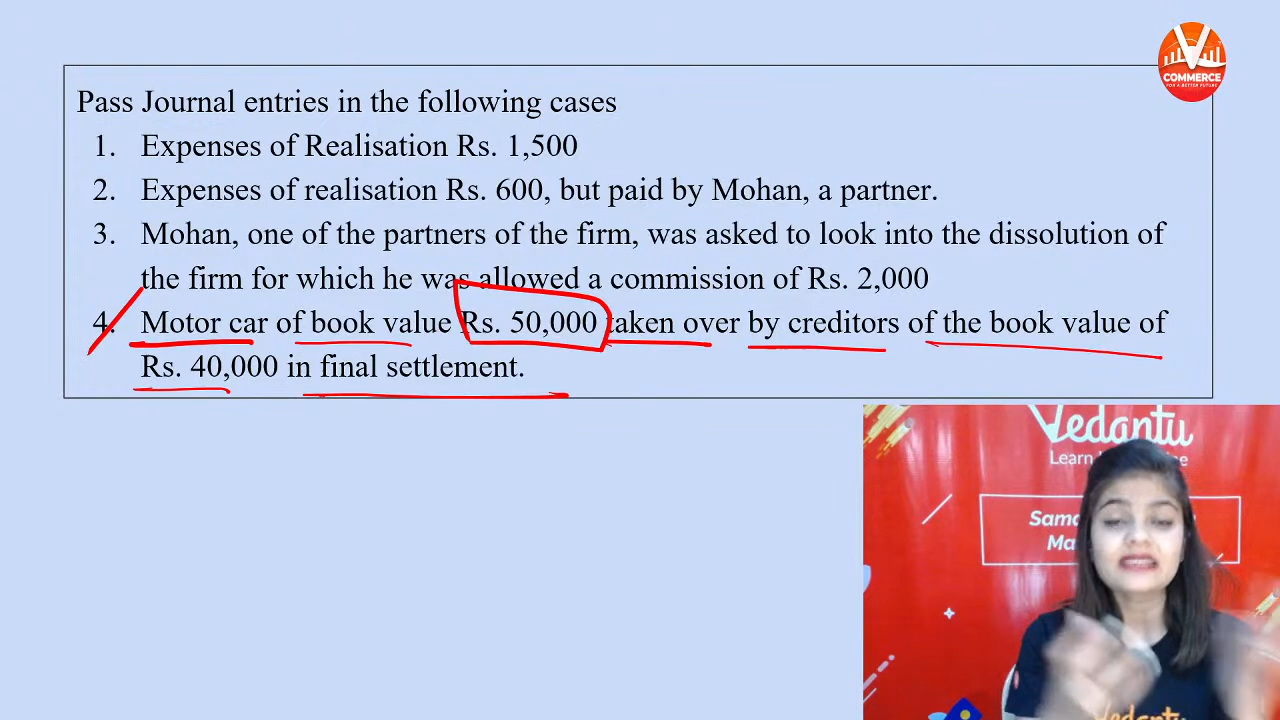 COMMERCE
FOR A BETTER FUTURE
Pass Journal entries in the following cases
1. Expenses of Realisation Rs. 1,500
2. Expenses of realisation Rs. 600, but paid by Mohan, a partner.
3. Mohan, one of the partners of the firm, was asked to look into the dissolution of
the firm for which he was allowed a commission of Rs. 2,000
4. Motor car of book value Rs. 50,000 taken over by creditors of the book value of
Rs. 40,000 in final settlement.
Vedantu
Learn